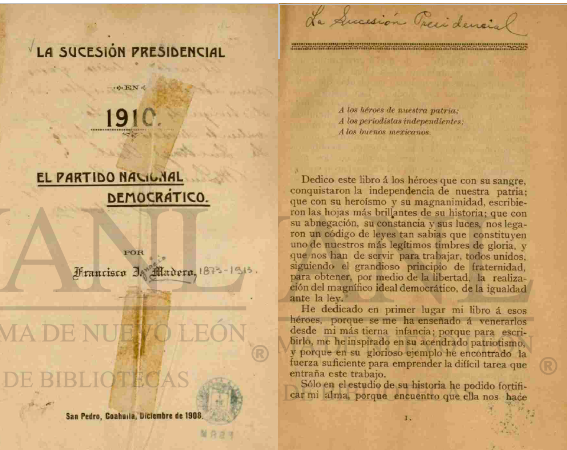 LA SUCESIÓN PRESIDENCIAL
EN
1910.
EL PARTIDO NACIONAL
DEMOCRÁTICO.
POR
Francisco I. Madero, 1873-1913.
San Pedro, Coahuila, Diciembre de 1908.
La Sucesión Presidencial
A los héroes de nuestra patria;
A los periodistas independientes;
A los buenos mexicanos.
Dedico este libro á los héroes que con su sangre,
conquistaron la independencia de nuestra patria;
que con su heroísmo y su magnanimidad, escribie-
ron las hojas más brillantes de su historia; que con
su abnegación, su constancia y sus luces, nos lega-
ron un código de leyes tan sabias que constituyen
uno de nuestros más legítimos timbres de gloria, y
que nos han de servir para trabajar, todos unidos,
siguiendo el grandioso principio de fraternidad,
para obtener, por medio de la libertad, la realiza-
ción del magnífico ideal democrático, de la igualdad
ante la ley.
He dedicado en primer lugar mi libro á esos
héroes, porque se me ha enseñado á venerarlos
desde mi más tierna infancia; porque para escri-
birlo, me he inspirado en su acendrado patriotismo,
y porque en su glorioso ejemplo he encontrado la
fuerza suficiente para emprender la difícil tarea que
entraña este trabajo.
Sólo en el estudio de su historia he podido fortifi-
car mi alma, porque encuentro que ella nos hace
1.
UANL
UANL
MA DE NUEVO LEÓN
®
DE BIBLIOTECAS
®